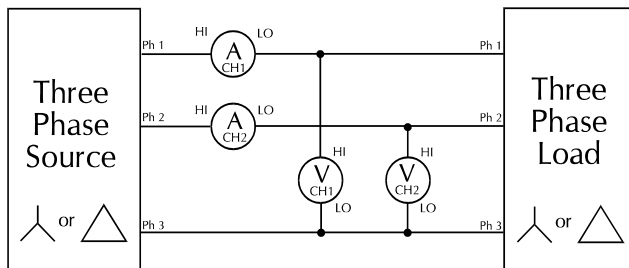 Three
Phase
Source
or
Ph 1
HI
A
CH1
LO
Ph 1
Ph 2
HI
A
CH2
LO
Ph 2
HI
V
CH1
LO
HI
V
CH2
LO
Ph 3
Ph 3
Three
Phase
Load
or